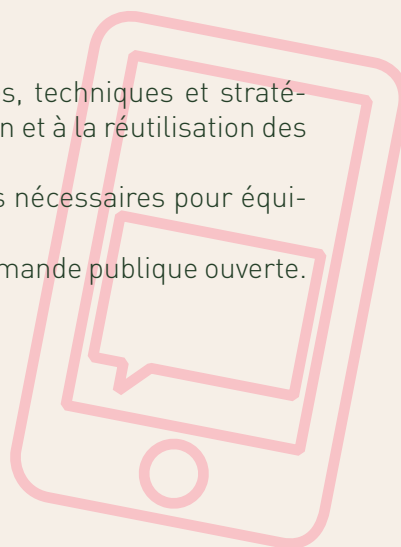 s, techniques et straté-
n et à la réutilisation des
s nécessaires pour équi-
mande publique ouverte.